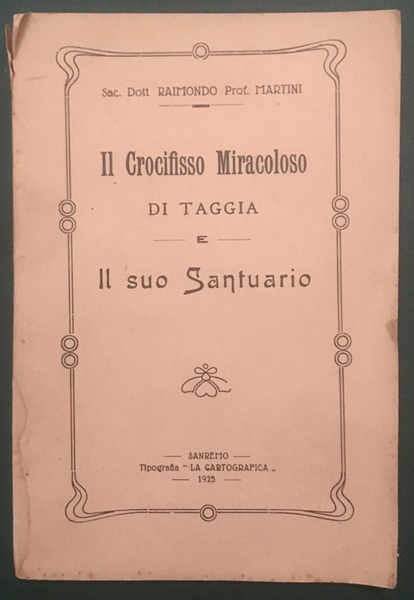 Sac. Dott RAIMONDO Prof. MARTINI
Il Crocifisso Miracoloso
DI TAGGIA
E
Il suo Santuario
SANREMO
Tipografia "LA CARTOGRAFICA„
1925